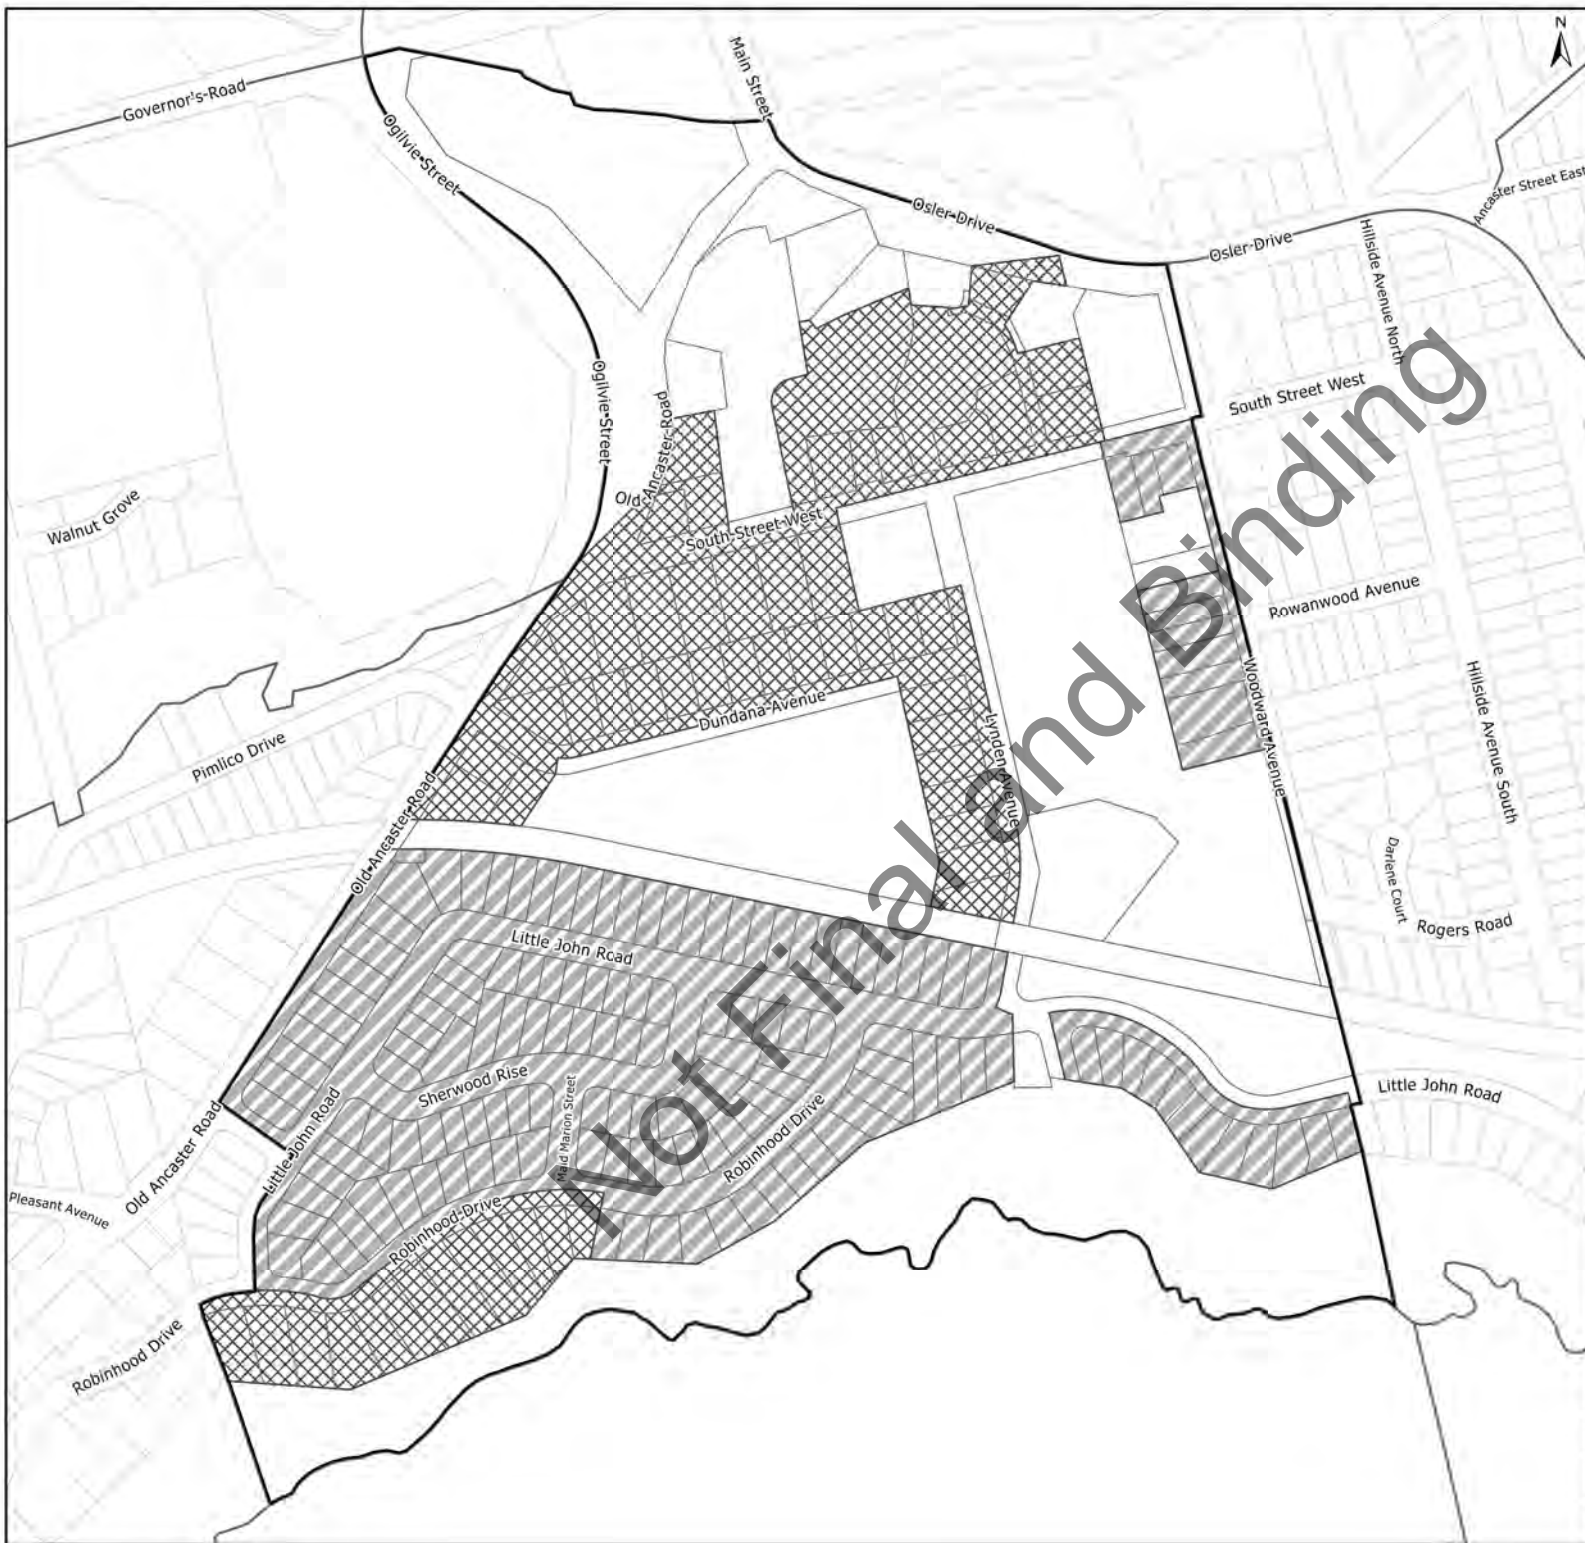 N
Main Street
Governor's Road
Ogilvie Street
Ancaster Street East
Osler Drive
Osler Drive
Hillside Avenue North
Ogilvie Street
South Street West
Old Ancaster Road
Walnut Grove
South Street West
Rowanwood Avenue
Woodward Avenue
Hillside Avenue South
Dundana Avenue
Lynden Avenue
Pimlico Drive
Old Ancaster Road
Darlene Court
Rogers Road
Little John Road
Sherwood Rise
Maid Marion Street
Little John Road
Little John Road
Robinhood Drive
Old Ancaster Road
Pleasant Avenue
Robinhood Drive
Robinhood Drive
Not Final and Binding